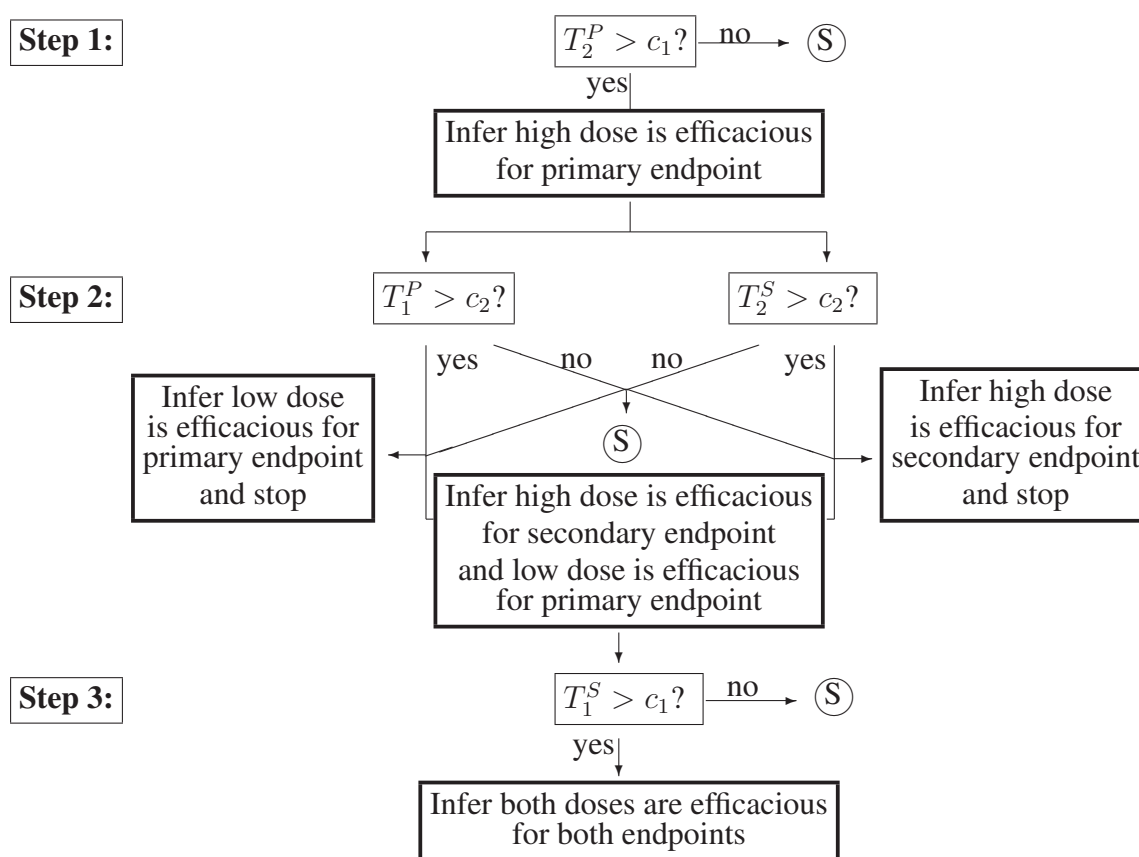 Step 1:
T_2^P > c_1?
no
S
yes
Infer high dose is efficacious
for primary endpoint
Step 2:
T_1^P > c_2?
T_2^S > c_2?
yes
no
no
yes
Infer low dose
is efficacious for
primary endpoint
and stop
S
Infer high dose
is efficacious for
secondary endpoint
and stop
Infer high dose is efficacious
for secondary endpoint
and low dose is efficacious
for primary endpoint
Step 3:
T_1^S > c_1?
no
S
yes
Infer both doses are efficacious
for both endpoints